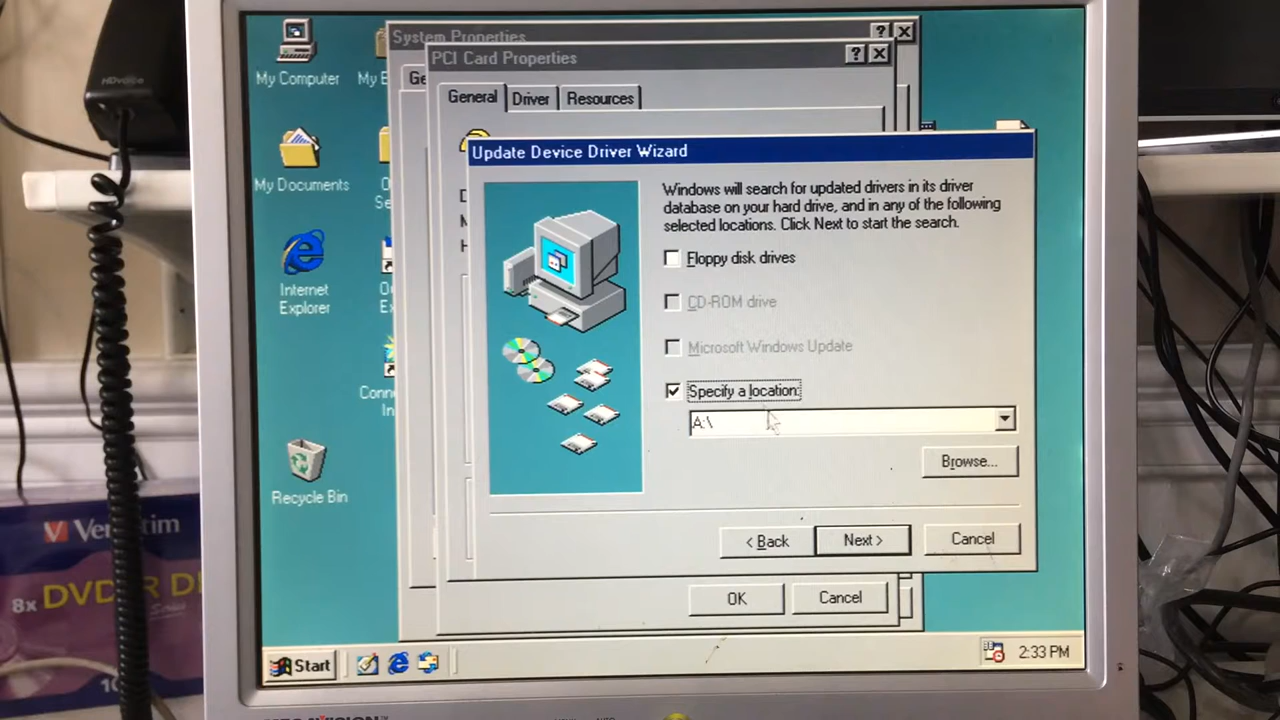 HDvoice
My Computer
System Properties
PCI Card Properties
General
Driver
Resources
My Documents
Update Device Driver Wizard
Windows will search for updated drivers in its driver
database on your hard drive, and in any of the following
selected locations. Click Next to start the search.
Floppy disk drives
CD-ROM drive
Microsoft Windows Update
Specify a location:
A:\
Browse...
Internet
Explorer
Recycle Bin
< Back
Next >
Cancel
OK
Cancel
Start
2:33 PM
Verbatim
8x DVD